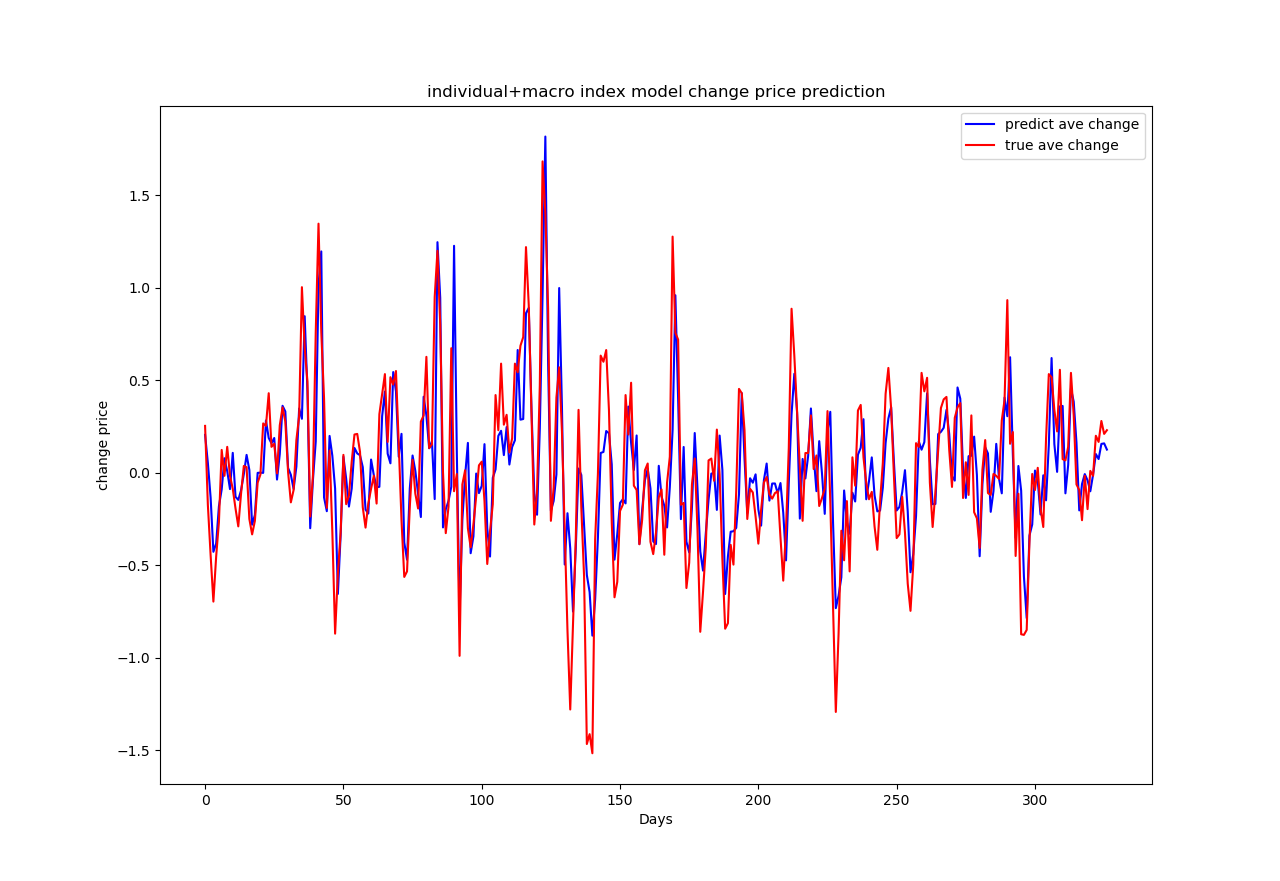 individual+macro index model change price prediction
predict ave change
true ave change
change price
1.5
1.0
0.5
0.0
−0.5
−1.0
−1.5
0
50
100
150
200
250
300
Days